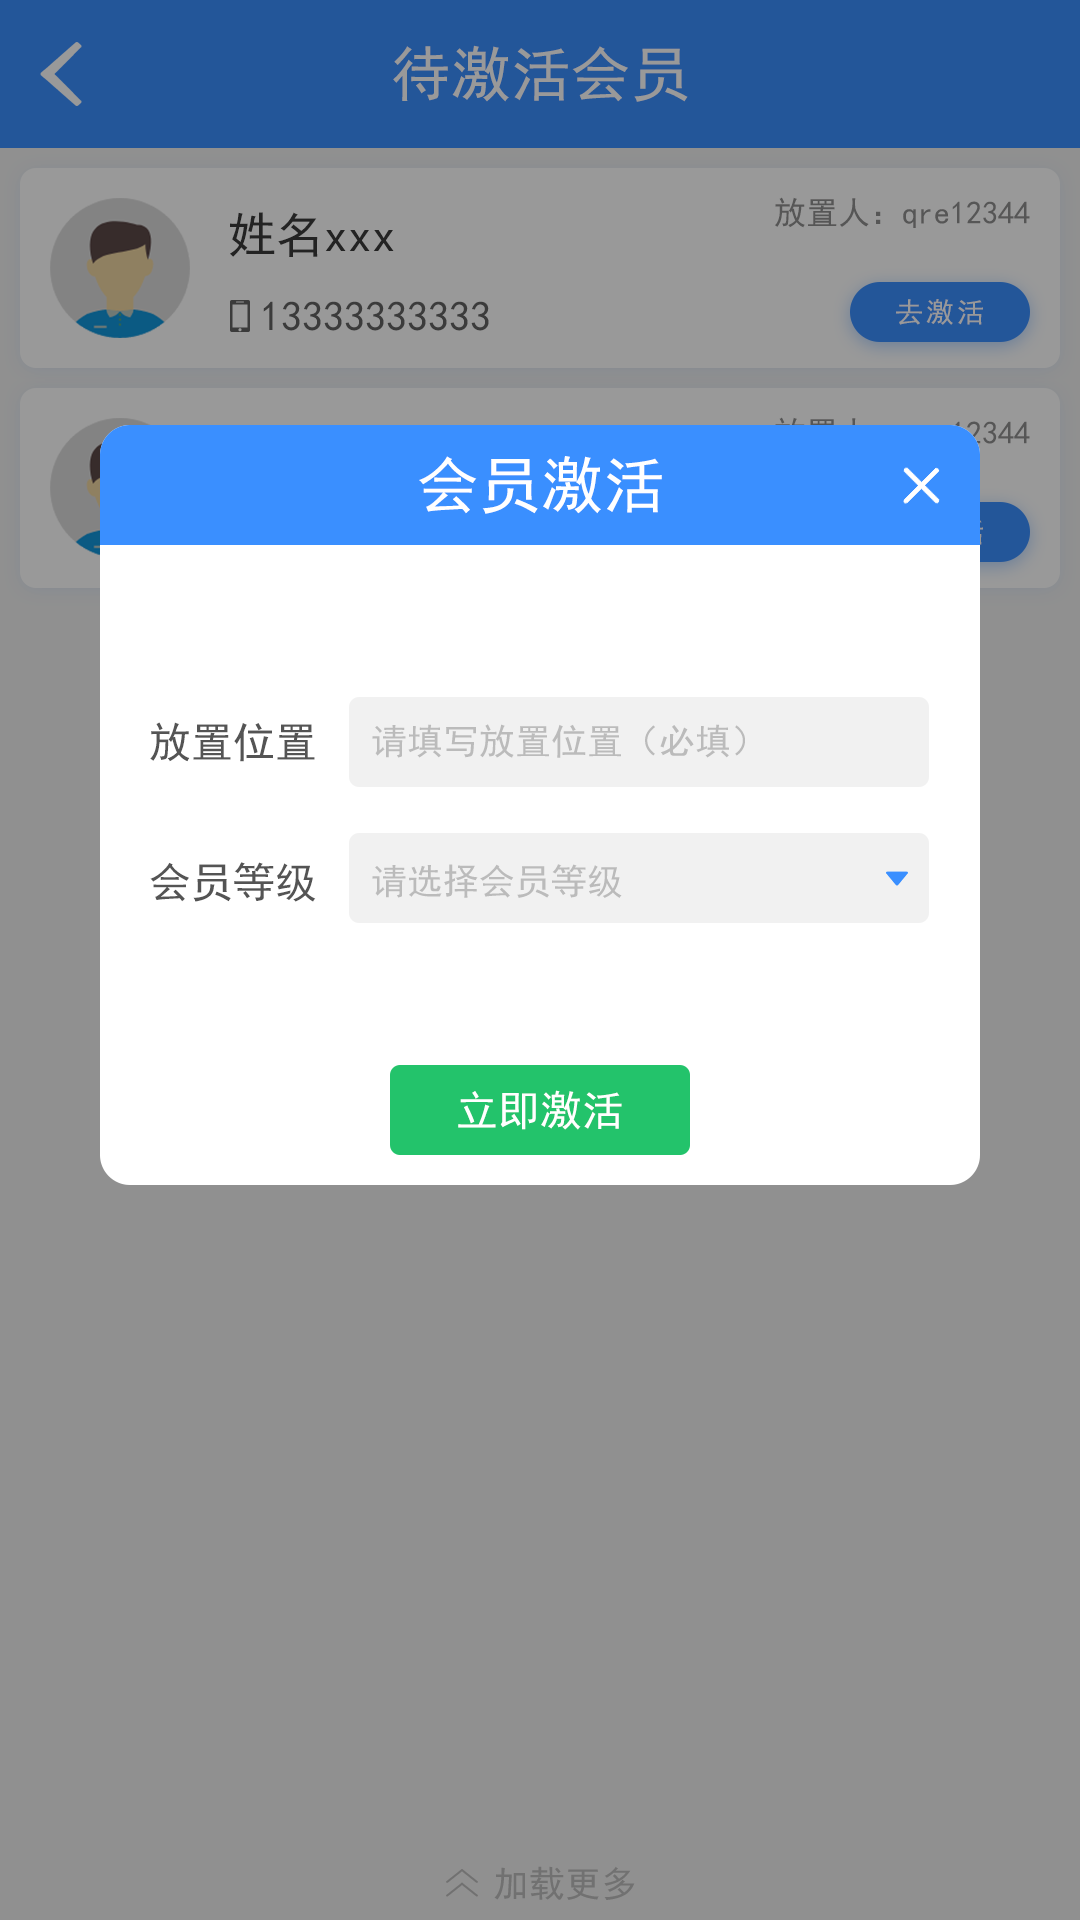 待激活会员
姓名xxx
放置人：qre12344
13333333333
去激活
2344
会员激活
放置位置
请填写放置位置（必填）
会员等级
请选择会员等级
立即激活
加载更多